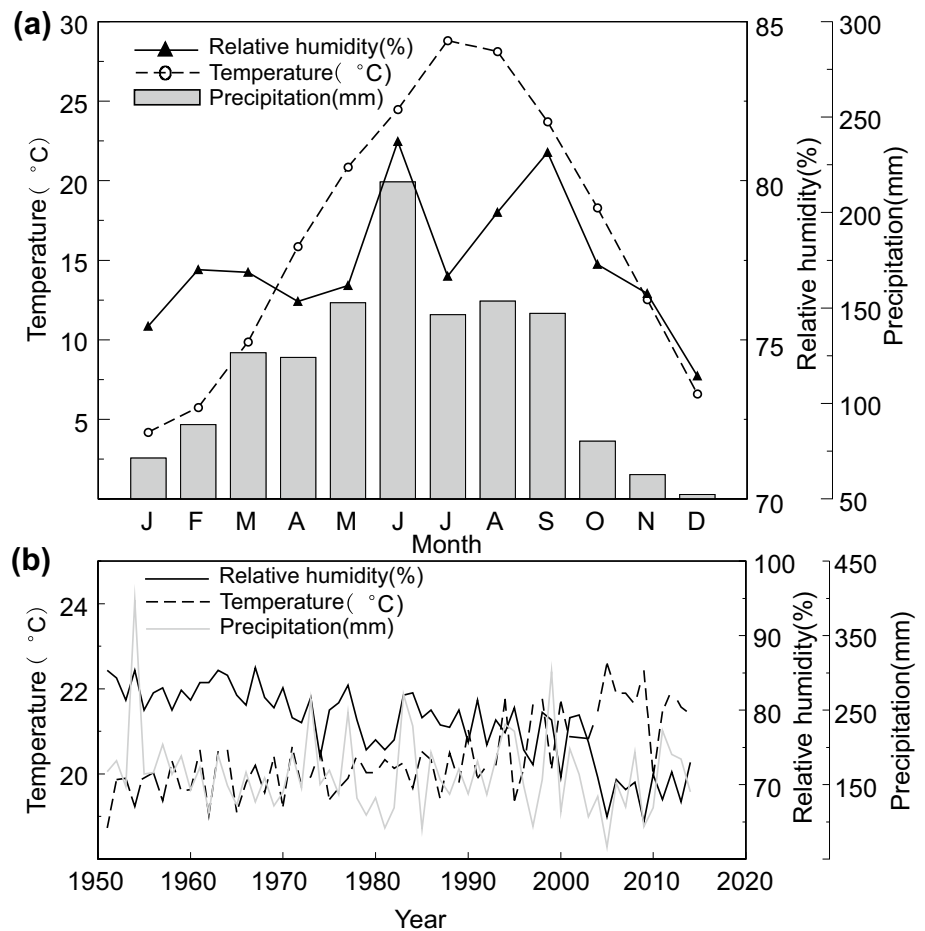 (a)
Relative humidity(%)
Temperature( °C)
Precipitation(mm)
30
25
20
15
10
5
Temperature( °C)
85
80
75
70
Relative humidity(%)
300
250
200
150
100
50
Precipitation(mm)
J F M A M J J A S O N D
Month
(b)
Relative humidity(%)
Temperature( °C)
Precipitation(mm)
24
22
20
Temperature( °C)
100
90
80
70
Relative humidity(%)
450
350
250
150
Precipitation(mm)
1950 1960 1970 1980 1990 2000 2010 2020
Year